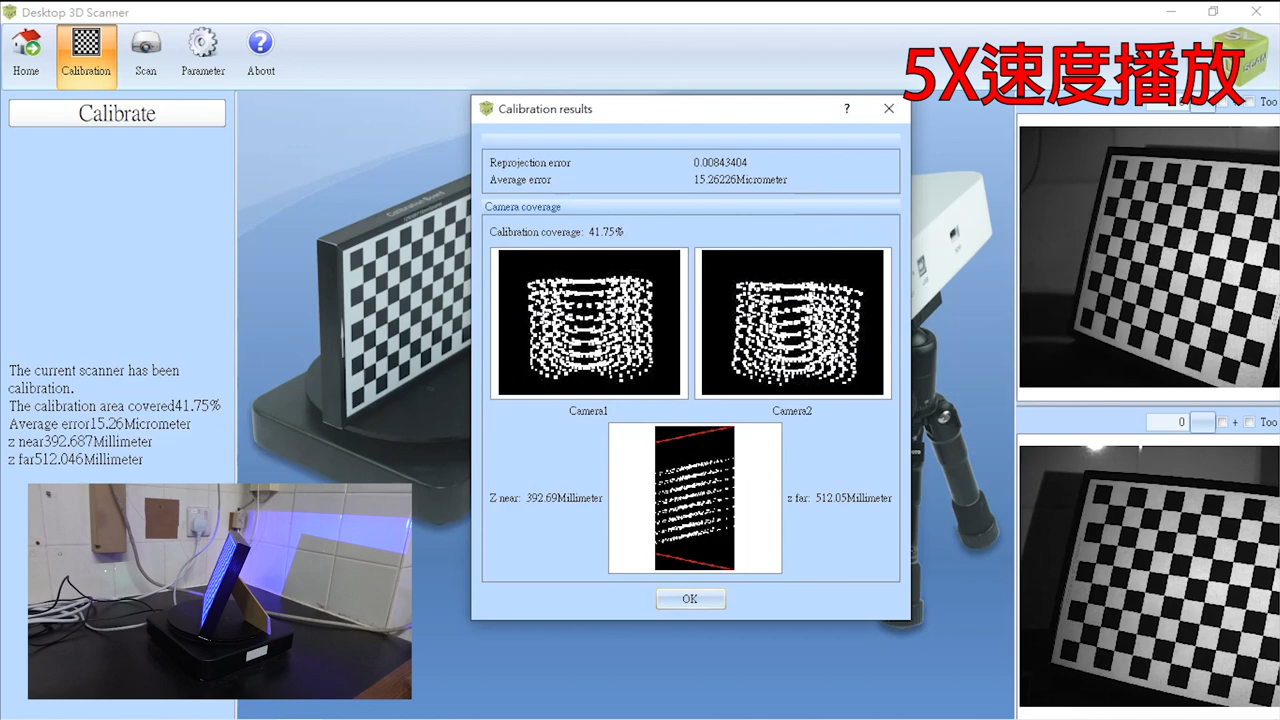 Desktop 3D Scanner
Home
Calibration
Scan
Parameter
About
5X速度播放
Calibrate
Calibration results
?
Reprojection error 0.00843404
Average error 15.26226Micrometer
Camera coverage
Calibration coverage: 41.75%
Camera1
Camera2
Z near: 392.69Millimeter
z far: 512.05Millimeter
OK
The current scanner has been
calibration.
The calibration area covered41.75%
Average error15.26Micrometer
z near392.687Millimeter
z far512.046Millimeter
Too
0
+
Too